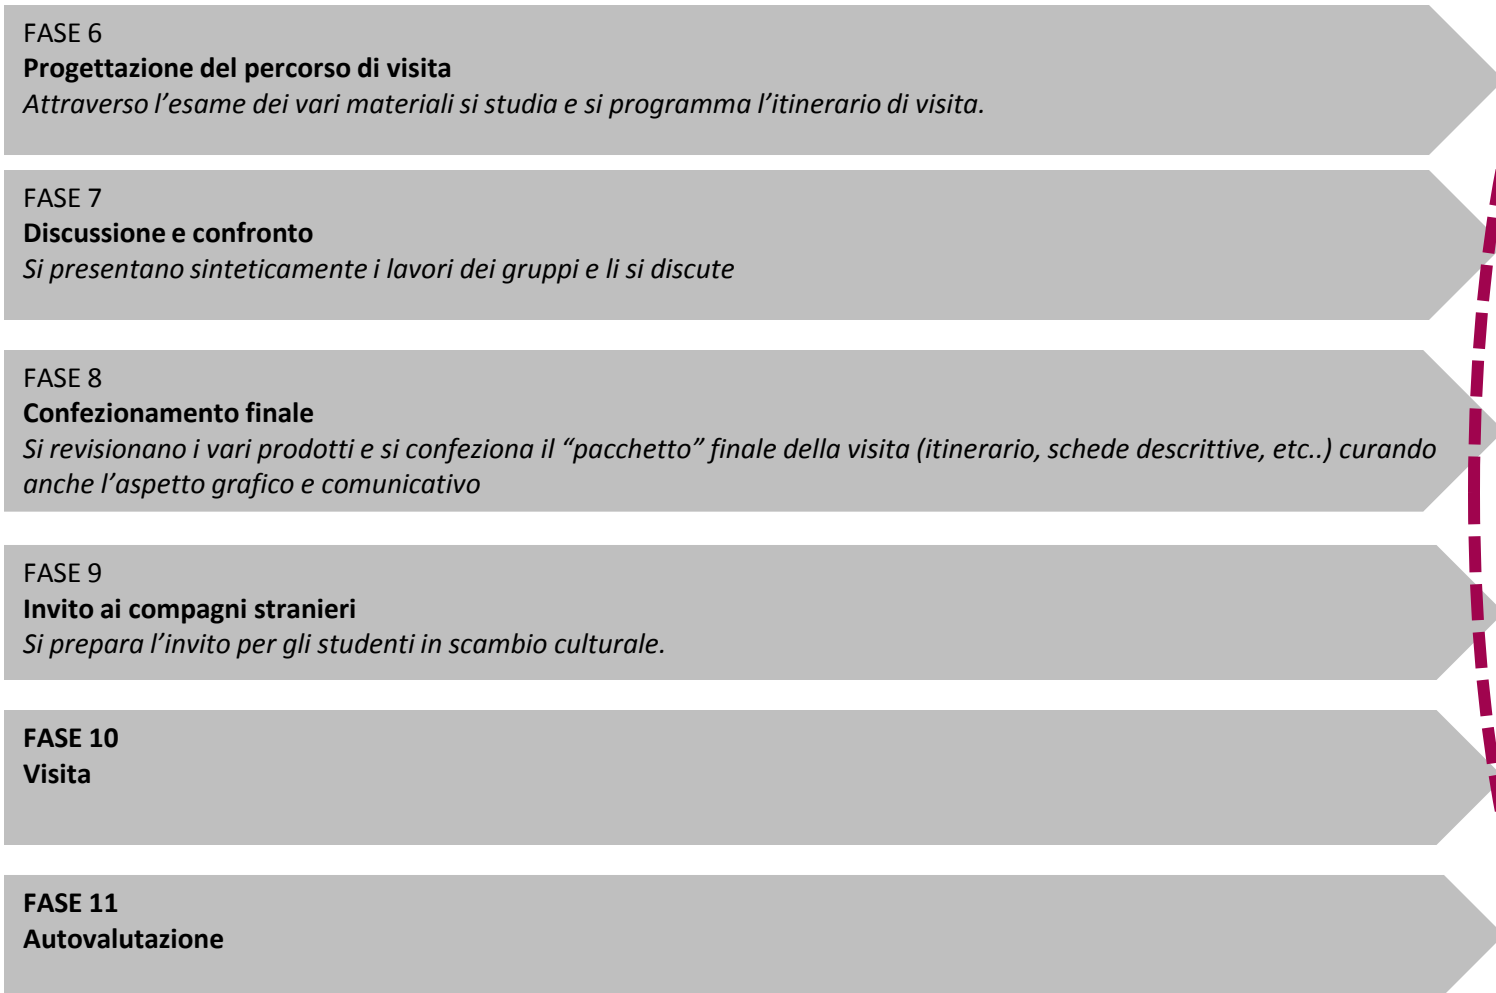 FASE 6
Progettazione del percorso di visita
Attraverso l’esame dei vari materiali si studia e si programma l’itinerario di visita.
FASE 7
Discussione e confronto
Si presentano sinteticamente i lavori dei gruppi e li si discute
FASE 8
Confezionamento finale
Si revisionano i vari prodotti e si confeziona il “pacchetto” finale della visita (itinerario, schede descrittive, etc..) curando
anche l’aspetto grafico e comunicativo
FASE 9
Invito ai compagni stranieri
Si prepara l’invito per gli studenti in scambio culturale.
FASE 10
Visita
FASE 11
Autovalutazione